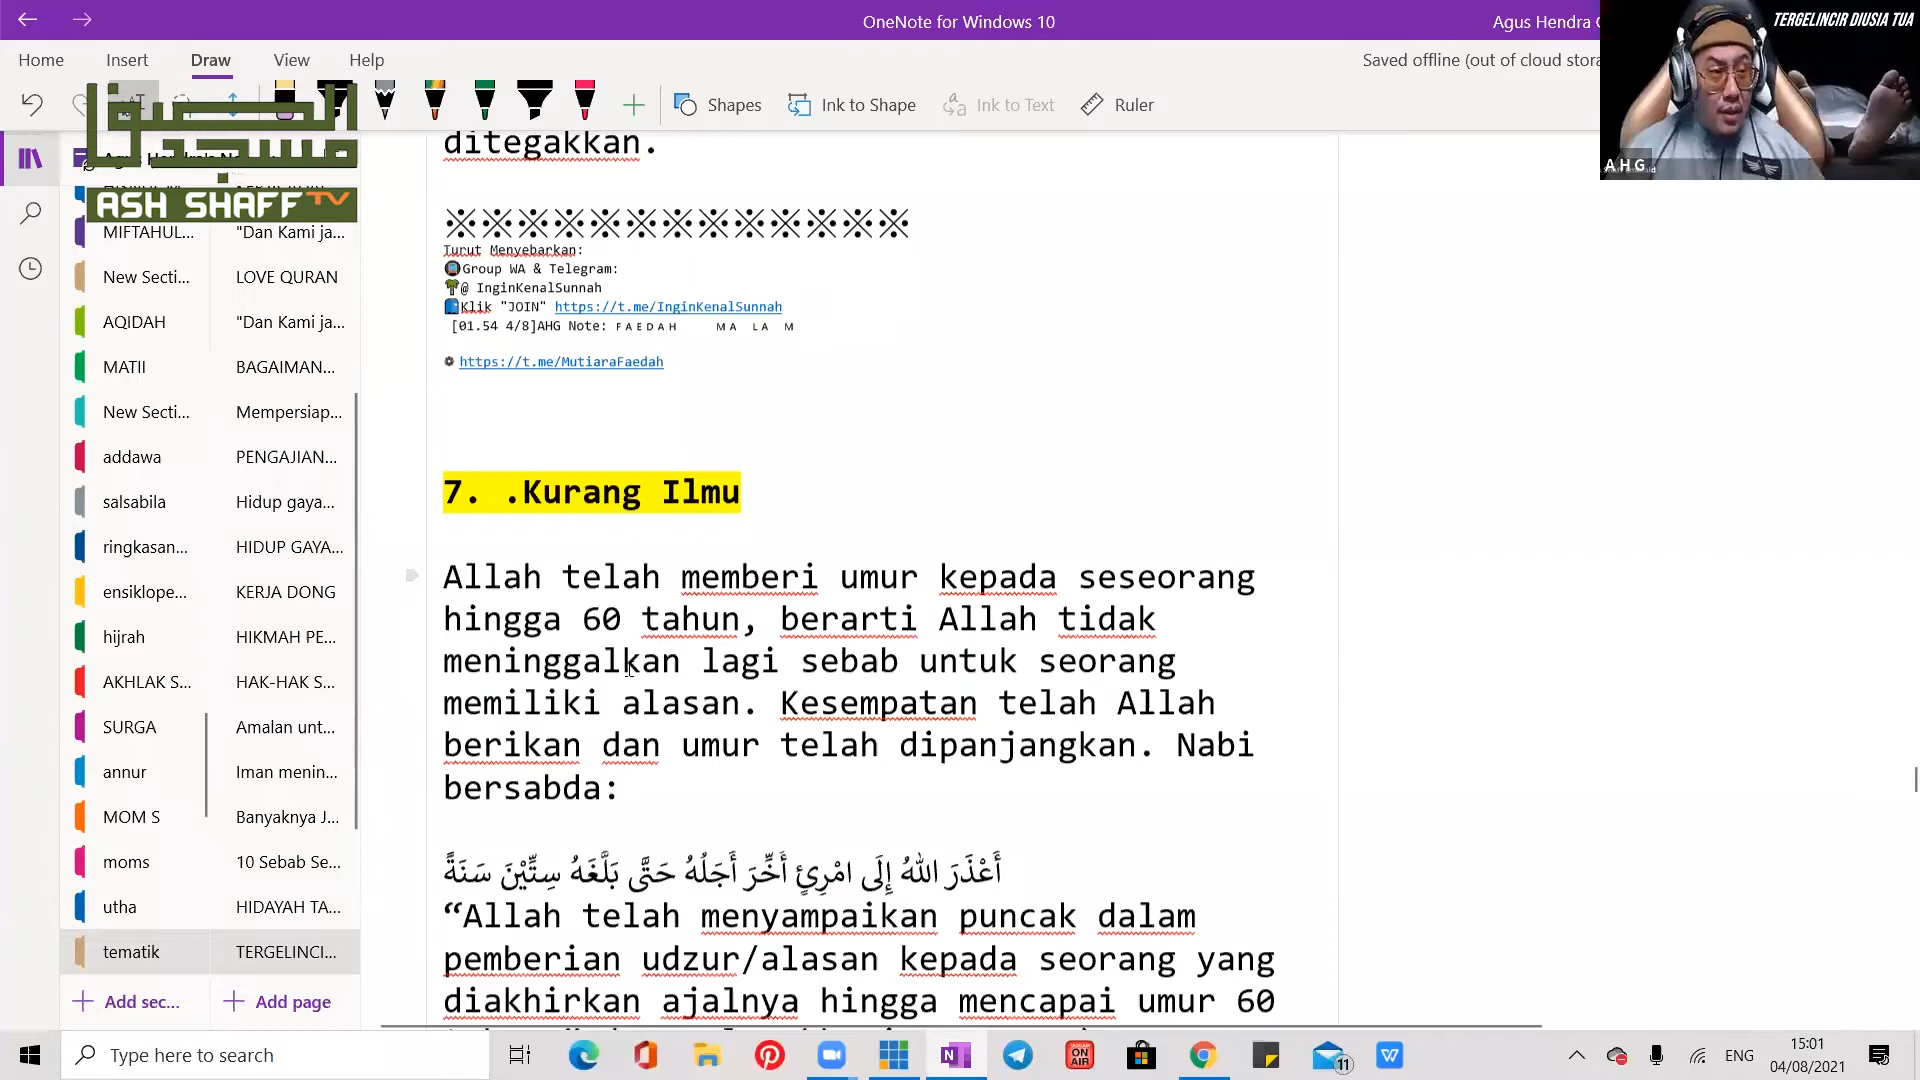 OneNote for Windows 10
Agus Hendra
TERGELINCIR DIUSIA TUA
Home Insert Draw View Help
Saved offline (out of cloud stora
Shapes Ink to Shape Ink to Text Ruler
A H G
ASH SHAFF TV
MIFTAHUL... "Dan Kami ja...
New Secti... LOVE QURAN
AQIDAH "Dan Kami ja...
MATII BAGAIMAN...
New Secti... Mempersiap...
addawa PENGAJIAN...
salsabila Hidup gaya...
ringkasan... HIDUP GAYA...
ensiklope... KERJA DONG
hijrah HIKMAH PE...
AKHLAK S... HAK-HAK S...
SURGA Amalan unt...
annur Iman menin...
MOM S Banyaknya J...
moms 10 Sebab Se...
utha HIDAYAH TA...
tematik TERGELINCI...
+ Add sec... + Add page
ditegakkan.
※※※※※※※※※※※※※
Turut Menyebarkan:
Group WA & Telegram:
@ InginKenalSunnah
Klik "JOIN" https://t.me/InginKenalSunnah
[01.54 4/8]AHG Note: F A E D A H M A L A M
https://t.me/MutiaraFaedah
7. .Kurang Ilmu
Allah telah memberi umur kepada seseorang
hingga 60 tahun, berarti Allah tidak
meninggalkan lagi sebab untuk seorang
memiliki alasan. Kesempatan telah Allah
berikan dan umur telah dipanjangkan. Nabi
bersabda:
أَعْذَرَ اللهُ إِلَى امْرِئٍ أَخَّرَ أَجَلُهُ حَتَّى بَلَّغَهُ سِتِّيْنَ سَنَةً
“Allah telah menyampaikan puncak dalam
pemberian udzur/alasan kepada seorang yang
diakhirkan ajalnya hingga mencapai umur 60
Type here to search
ON AIR
11
ENG
15:01
04/08/2021